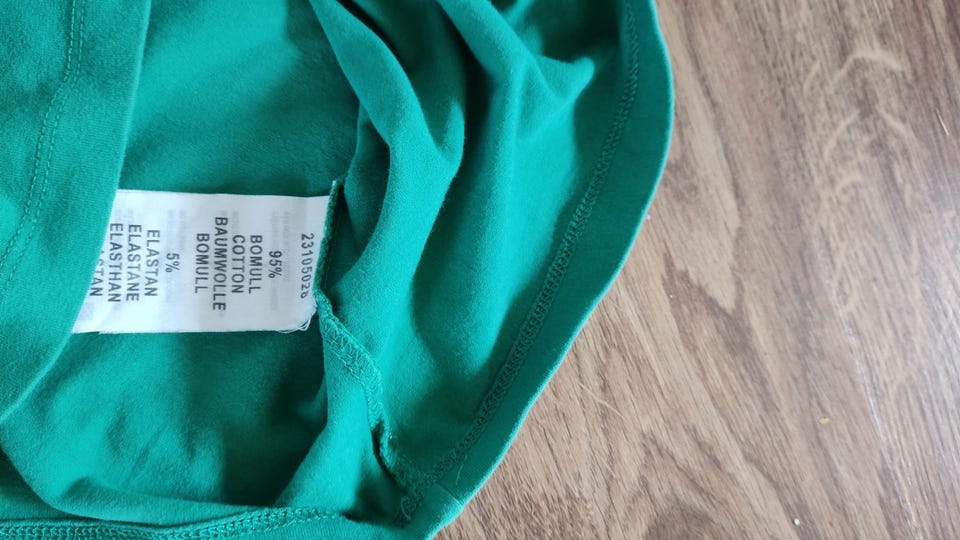 23105026
95%
BOMULL
COTTON
BAUMWOLLE
BOMULL
5%
ELASTAN
ELASTANE
ELASTHAN